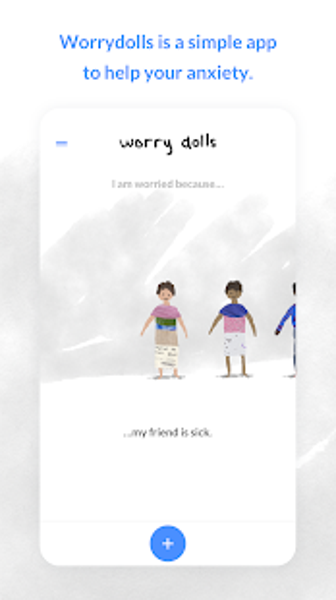 Worrydolls is a simple app
to help your anxiety.
worry dolls
I am worried because...
...my friend is sick.
+